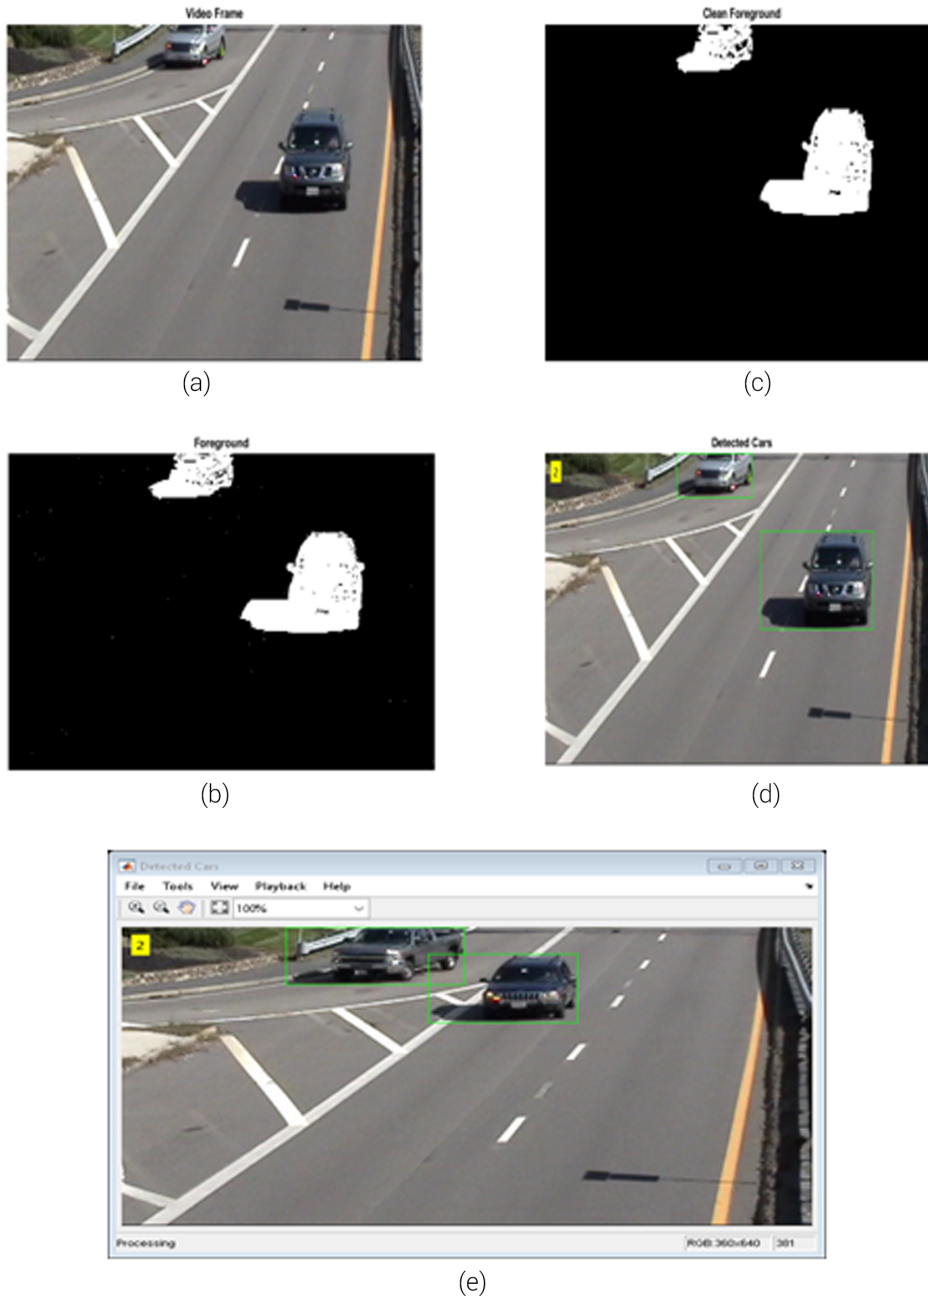 Video Frame
Clean Foreground
(a)
(c)
Foreground
Detected Cars
2
(b)
(d)
Detected Cars
File Tools View Playback Help
100%
2
Processing
RGB:360x640
381
(e)